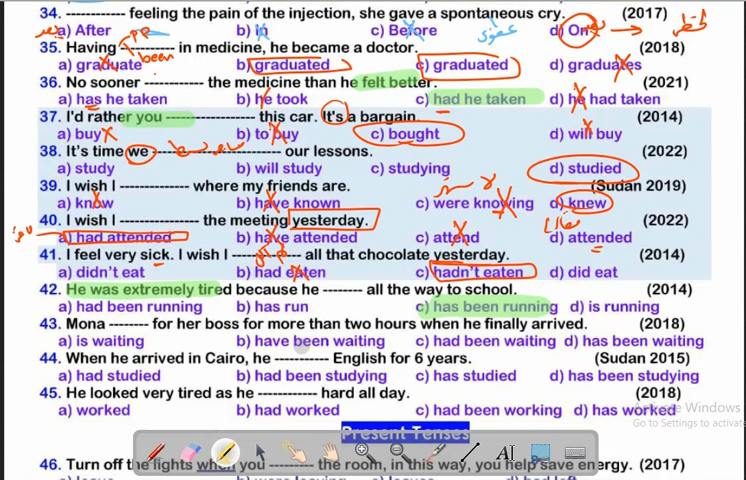 34. ------------ feeling the pain of the injection, she gave a spontaneous cry. (2017)
a) After b) In c) Before d) On
35. Having ---------- in medicine, he became a doctor. (2018)
a) graduate b) graduated c) graduated d) graduates
been
36. No sooner ----------- the medicine than he felt better. (2021)
a) has he taken b) he took c) had he taken d) he had taken
37. I'd rather you ----------------- this car. It's a bargain. (2014)
a) buy b) to buy c) bought d) will buy
38. It's time we ------------------- our lessons. (2022)
a) study b) will study c) studying d) studied
39. I wish I ------------- where my friends are. (Sudan 2019)
a) know b) have known c) were knowing d) knew
40. I wish I --------------- the meeting yesterday. (2022)
a) had attended b) have attended c) attend d) attended
41. I feel very sick. I wish I ------------- all that chocolate yesterday. (2014)
a) didn't eat b) had eaten c) hadn't eaten d) did eat
42. He was extremely tired because he -------- all the way to school. (2014)
a) had been running b) has run c) has been running d) is running
43. Mona -------- for her boss for more than two hours when he finally arrived. (2018)
a) is waiting b) have been waiting c) had been waiting d) has been waiting
44. When he arrived in Cairo, he ----------- English for 6 years. (Sudan 2015)
a) had studied b) had been studying c) has studied d) has been studying
45. He looked very tired as he ----------- hard all day. (2018)
a) worked b) had worked c) had been working d) has worked
Activate Windows
Go to Settings to activate
Present Tenses
46. Turn off the lights when you --------- the room, in this way, you help save energy. (2017)